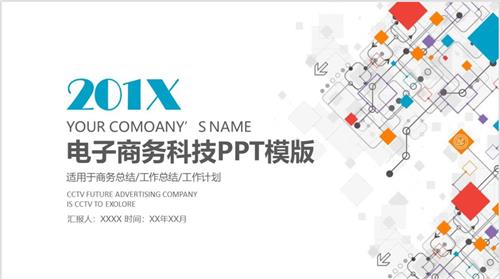 201X
YOUR COMOANY'S NAME
电子商务科技PPT模版
适用于商务总结/工作总结/工作计划
CCTV FUTURE ADVERTISING COMPANY
IS CCTV TO EXOLORE
汇报人：XXXX 时间：XX年XX月